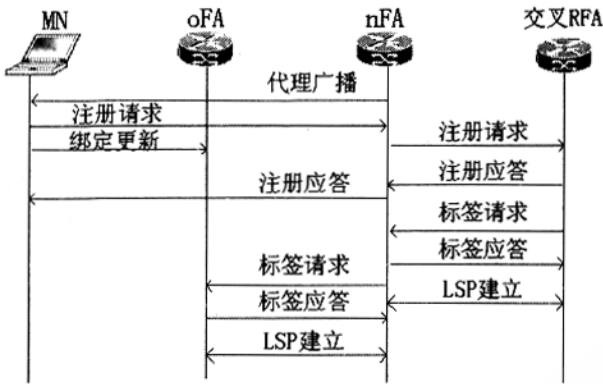 MN
oFA
nFA
交叉RFA
代理广播
注册请求
绑定更新
注册请求
注册应答
注册应答
标签请求
标签应答
标签请求
LSP建立
标签应答
LSP建立